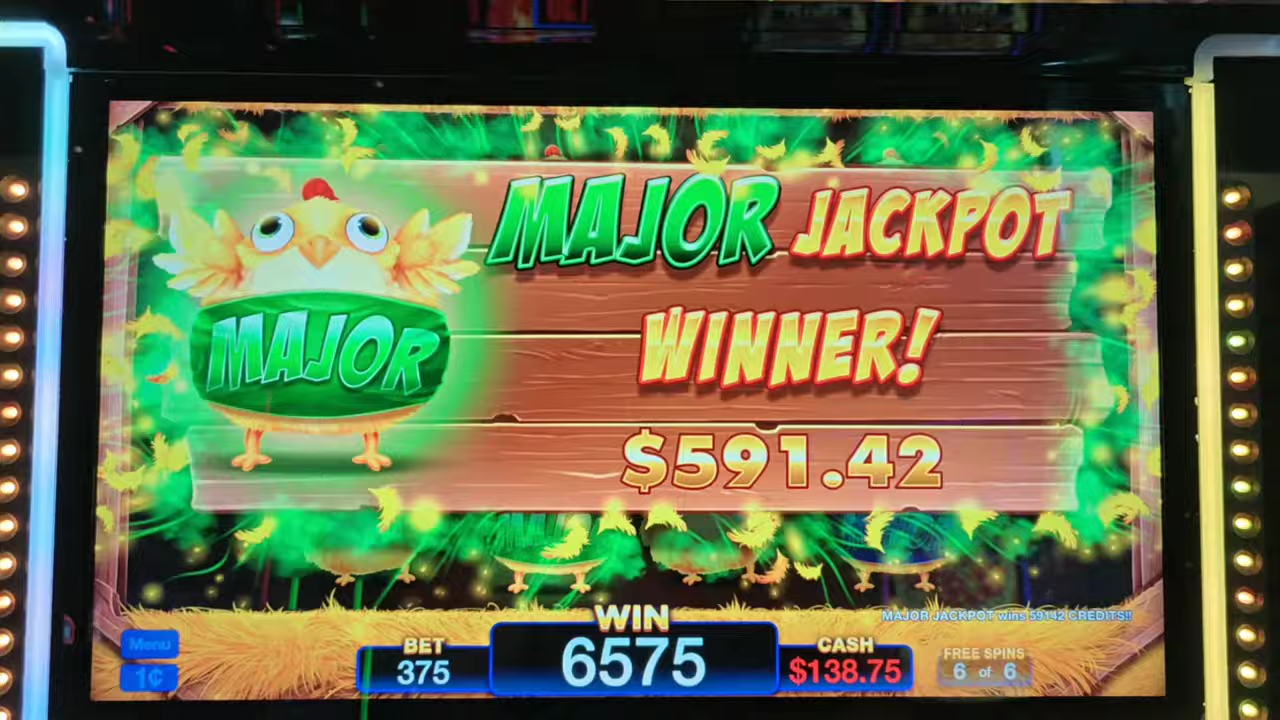 MAJOR JACKPOT
MAJOR
WINNER!
$591.42
MAJOR
MAJOR JACKPOT wins 59142 CREDITS!!
Menu
1¢
BET
375
WIN
6575
CASH
$138.75
FREE SPINS
6 of 6